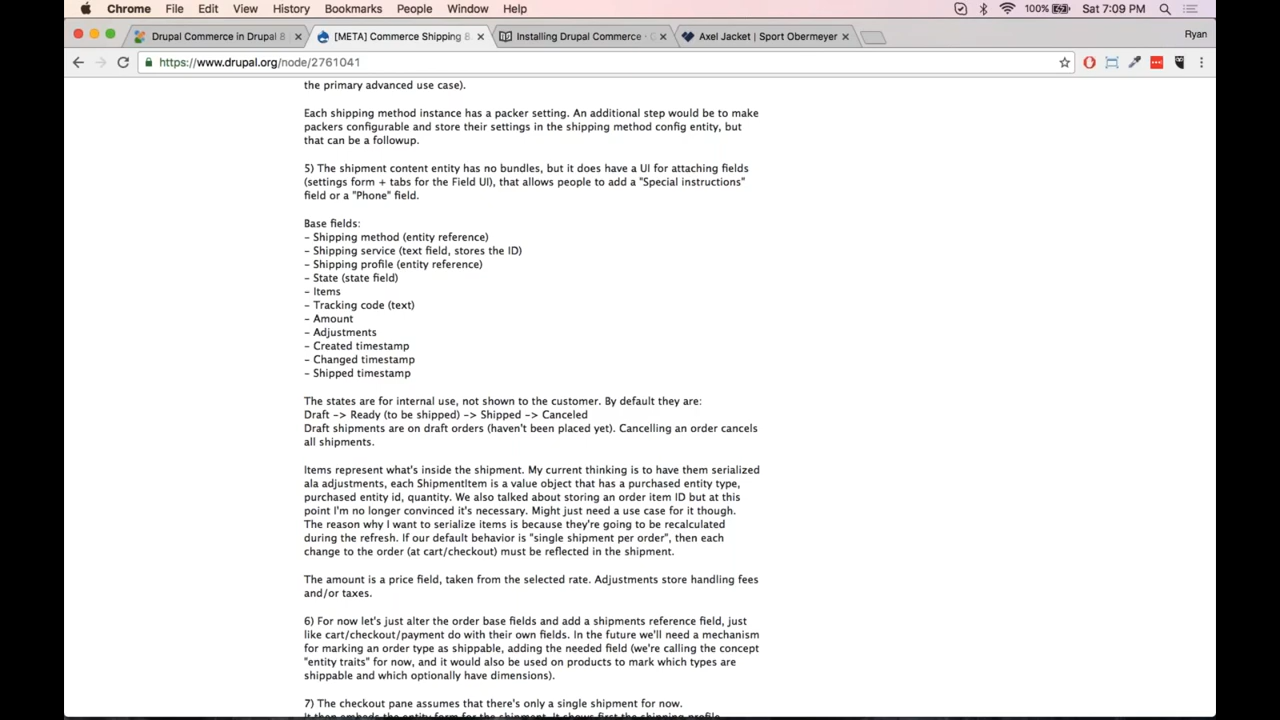 Chrome File Edit View History Bookmarks People Window Help 100% Sat 7:09 PM
Drupal Commerce in Drupal 8 [META] Commerce Shipping 8. Installing Drupal Commerce · Axel Jacket | Sport Obermeyer Ryan
https://www.drupal.org/node/2761041
the primary advanced use case).
Each shipping method instance has a packer setting. An additional step would be to make
packers configurable and store their settings in the shipping method config entity, but
that can be a followup.
5) The shipment content entity has no bundles, but it does have a UI for attaching fields
(settings form + tabs for the Field UI), that allows people to add a "Special instructions"
field or a "Phone" field.
Base fields:
- Shipping method (entity reference)
- Shipping service (text field, stores the ID)
- Shipping profile (entity reference)
- State (state field)
- Items
- Tracking code (text)
- Amount
- Adjustments
- Created timestamp
- Changed timestamp
- Shipped timestamp
The states are for internal use, not shown to the customer. By default they are:
Draft -> Ready (to be shipped) -> Shipped -> Canceled
Draft shipments are on draft orders (haven't been placed yet). Cancelling an order cancels
all shipments.
Items represent what's inside the shipment. My current thinking is to have them serialized
ala adjustments, each ShipmentItem is a value object that has a purchased entity type,
purchased entity id, quantity. We also talked about storing an order item ID but at this
point I'm no longer convinced it's necessary. Might just need a use case for it though.
The reason why I want to serialize items is because they're going to be recalculated
during the refresh. If our default behavior is "single shipment per order", then each
change to the order (at cart/checkout) must be reflected in the shipment.
The amount is a price field, taken from the selected rate. Adjustments store handling fees
and/or taxes.
6) For now let's just alter the order base fields and add a shipments reference field, just
like cart/checkout/payment do with their own fields. In the future we'll need a mechanism
for marking an order type as shippable, adding the needed field (we're calling the concept
"entity traits" for now, and it would also be used on products to mark which types are
shippable and which optionally have dimensions).
7) The checkout pane assumes that there's only a single shipment for now.
It then embeds the entity form for the shipment. It shows first the shipping profile